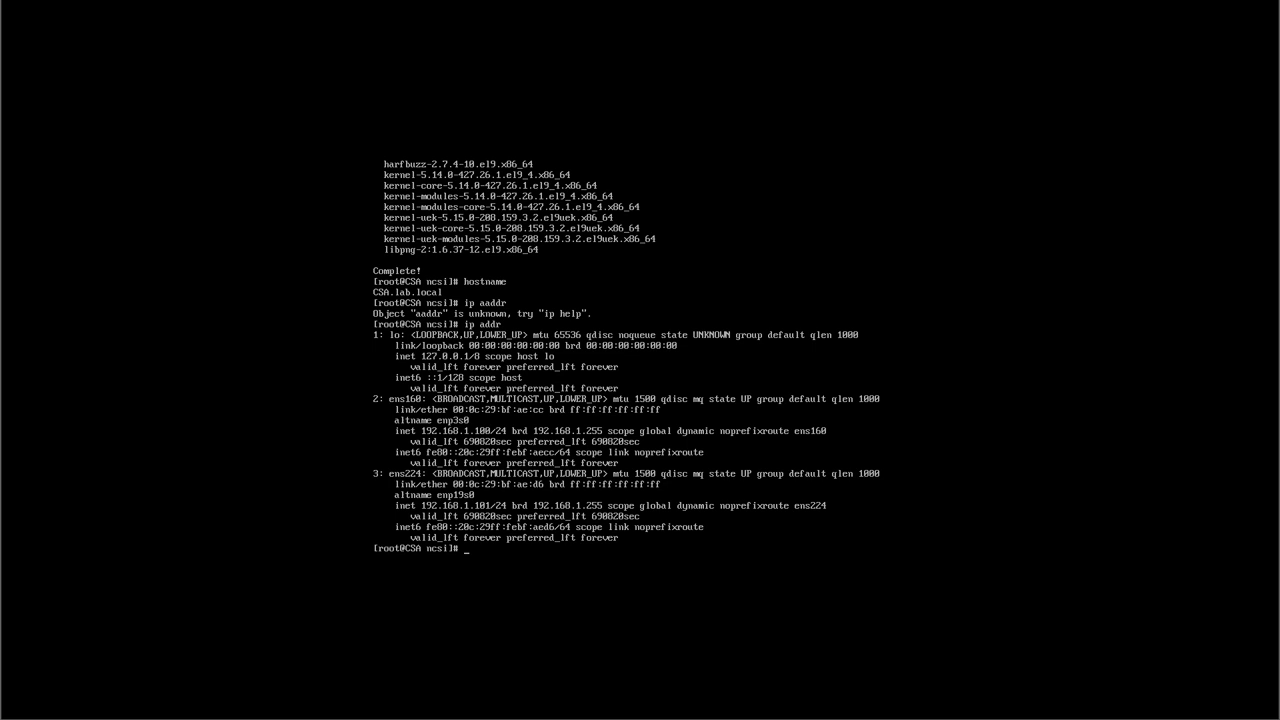 harfbuzz-2.7.4-10.el9.x86_64
kernel-5.14.0-427.26.1.el9_4.x86_64
kernel-core-5.14.0-427.26.1.el9_4.x86_64
kernel-modules-5.14.0-427.26.1.el9_4.x86_64
kernel-modules-core-5.14.0-427.26.1.el9_4.x86_64
kernel-uek-5.15.0-208.159.3.2.el9uek.x86_64
kernel-uek-core-5.15.0-208.159.3.2.el9uek.x86_64
kernel-uek-modules-5.15.0-208.159.3.2.el9uek.x86_64
libpng-2:1.6.37-12.el9.x86_64
Complete!
[root@CSA ncsi]# hostname
CSA.lab.local
[root@CSA ncsi]# ip aaddr
Object "aaddr" is unknown, try "ip help".
[root@CSA ncsi]# ip addr
1: lo: <LOOPBACK,UP,LOWER_UP> mtu 65536 qdisc noqueue state UNKNOWN group default qlen 1000
link/loopback 00:00:00:00:00:00 brd 00:00:00:00:00:00
inet 127.0.0.1/8 scope host lo
valid_lft forever preferred_lft forever
inet6 ::1/128 scope host
valid_lft forever preferred_lft forever
2: ens160: <BROADCAST,MULTICAST,UP,LOWER_UP> mtu 1500 qdisc mq state UP group default qlen 1000
link/ether 00:0c:29:bf:ae:cc brd ff:ff:ff:ff:ff:ff
altname enp3s0
inet 192.168.1.100/24 brd 192.168.1.255 scope global dynamic noprefixroute ens160
valid_lft 690820sec preferred_lft 690820sec
inet6 fe80::20c:29ff:febf:aecc/64 scope link noprefixroute
valid_lft forever preferred_lft forever
3: ens224: <BROADCAST,MULTICAST,UP,LOWER_UP> mtu 1500 qdisc mq state UP group default qlen 1000
link/ether 00:0c:29:bf:ae:d6 brd ff:ff:ff:ff:ff:ff
altname enp19s0
inet 192.168.1.101/24 brd 192.168.1.255 scope global dynamic noprefixroute ens224
valid_lft 690820sec preferred_lft 690820sec
inet6 fe80::20c:29ff:febf:aed6/64 scope link noprefixroute
valid_lft forever preferred_lft forever
[root@CSA ncsi]# _